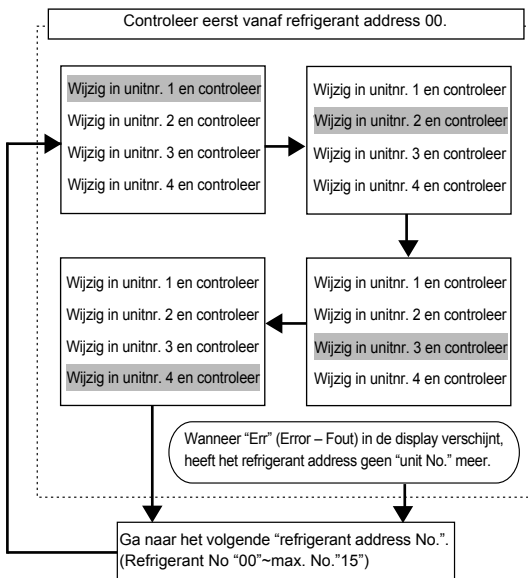 Controleer eerst vanaf refrigerant address 00.
Wijzig in unitnr. 1 en controleer
Wijzig in unitnr. 2 en controleer
Wijzig in unitnr. 3 en controleer
Wijzig in unitnr. 4 en controleer
Wijzig in unitnr. 1 en controleer
Wijzig in unitnr. 2 en controleer
Wijzig in unitnr. 3 en controleer
Wijzig in unitnr. 4 en controleer
Wijzig in unitnr. 1 en controleer
Wijzig in unitnr. 2 en controleer
Wijzig in unitnr. 3 en controleer
Wijzig in unitnr. 4 en controleer
Wijzig in unitnr. 1 en controleer
Wijzig in unitnr. 2 en controleer
Wijzig in unitnr. 3 en controleer
Wijzig in unitnr. 4 en controleer
Wanneer “Err” (Error – Fout) in de display verschijnt,
heeft het refrigerant address geen “unit No.” meer.
Ga naar het volgende “refrigerant address No.”.
(Refrigerant No “00”~max. No.”15”)